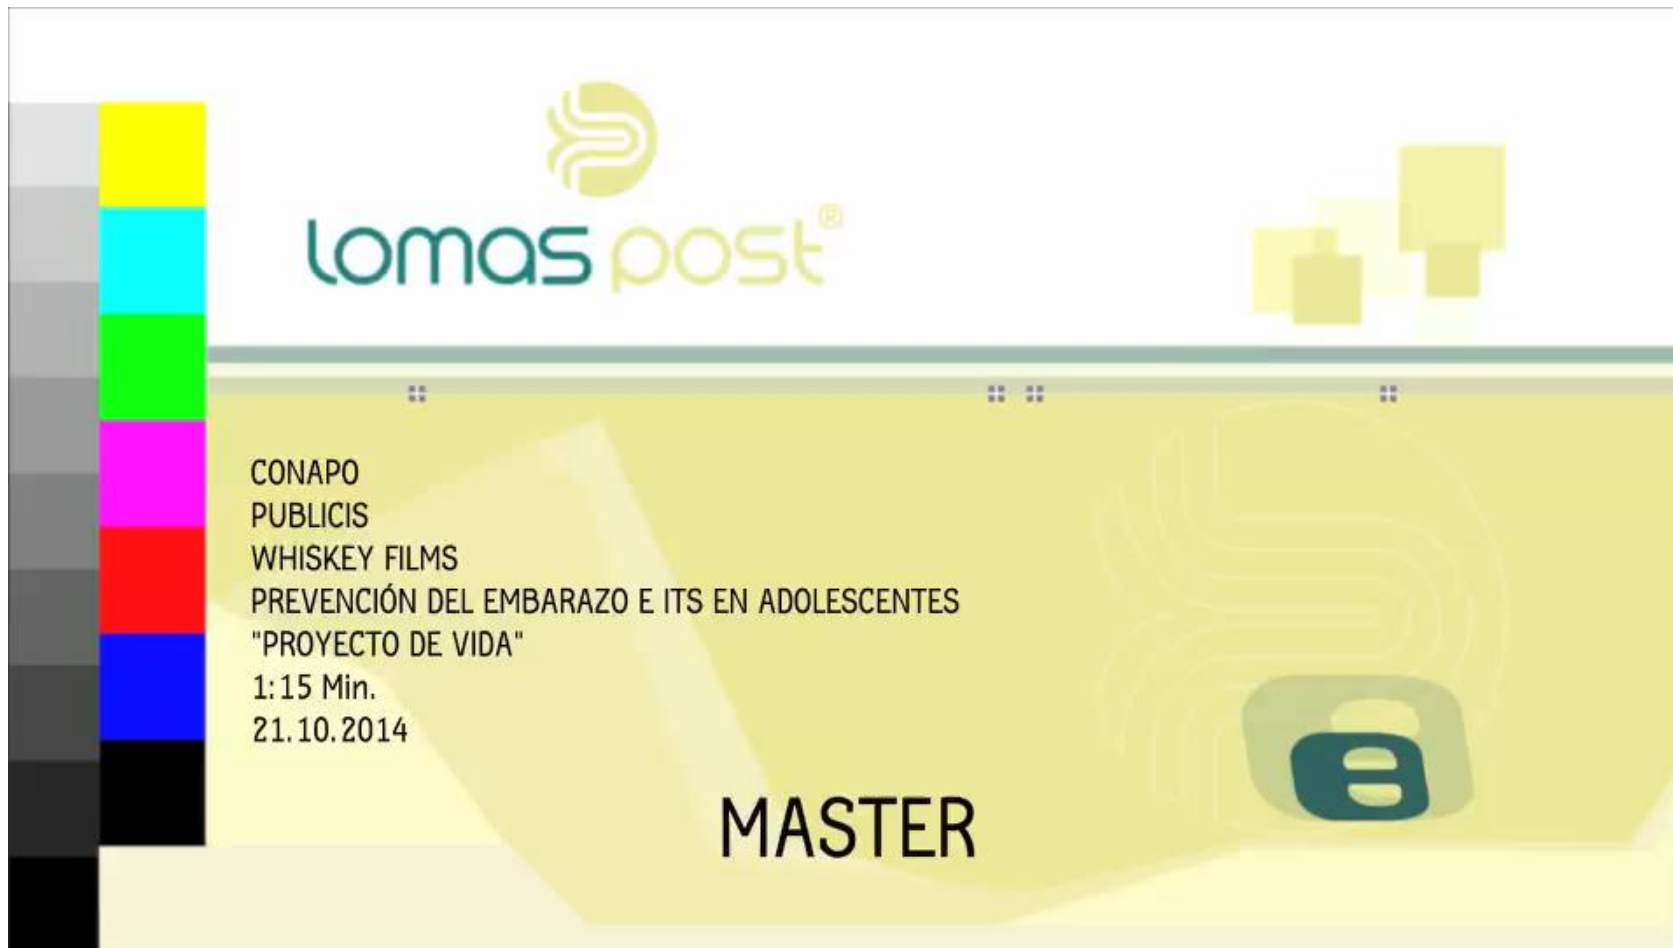 lomas post®
CONAPO
PUBLICIS
WHISKEY FILMS
PREVENCIÓN DEL EMBARAZO E ITS EN ADOLESCENTES
"PROYECTO DE VIDA"
1:15 Min.
21.10.2014
MASTER